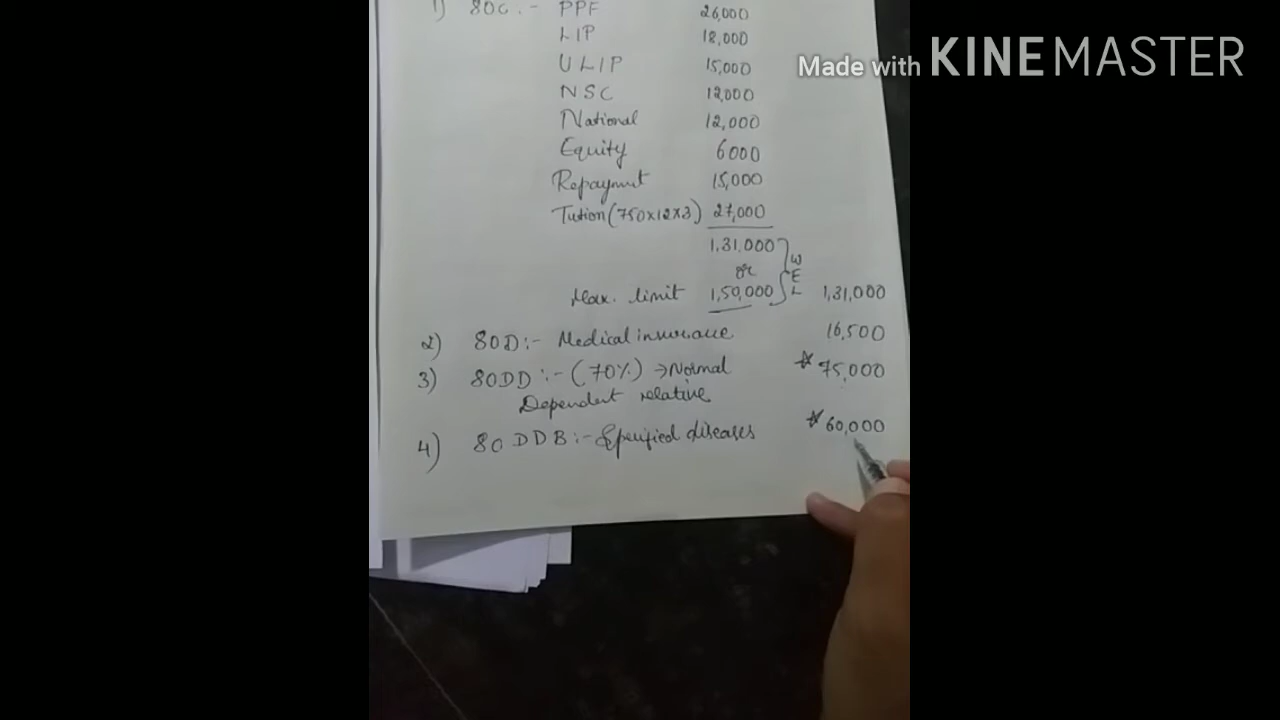 1) 80C :- PPF 26,000
LIP 18,000
ULIP 15,000
NSC 12,000
National 12,000
Equity 6000
Repayment 15,000
Tution (750x12x3) 27,000
1,31,000
or
Max. limit 1,50,000 WEL 1,31,000
2) 80D :- Medical insurance 16,500
3) 80DD :- (70%) → Normal ☆ 75,000
Dependent relative
4) 80 DDB :- Specified diseases ☆ 60,000
Made with KINEMASTER